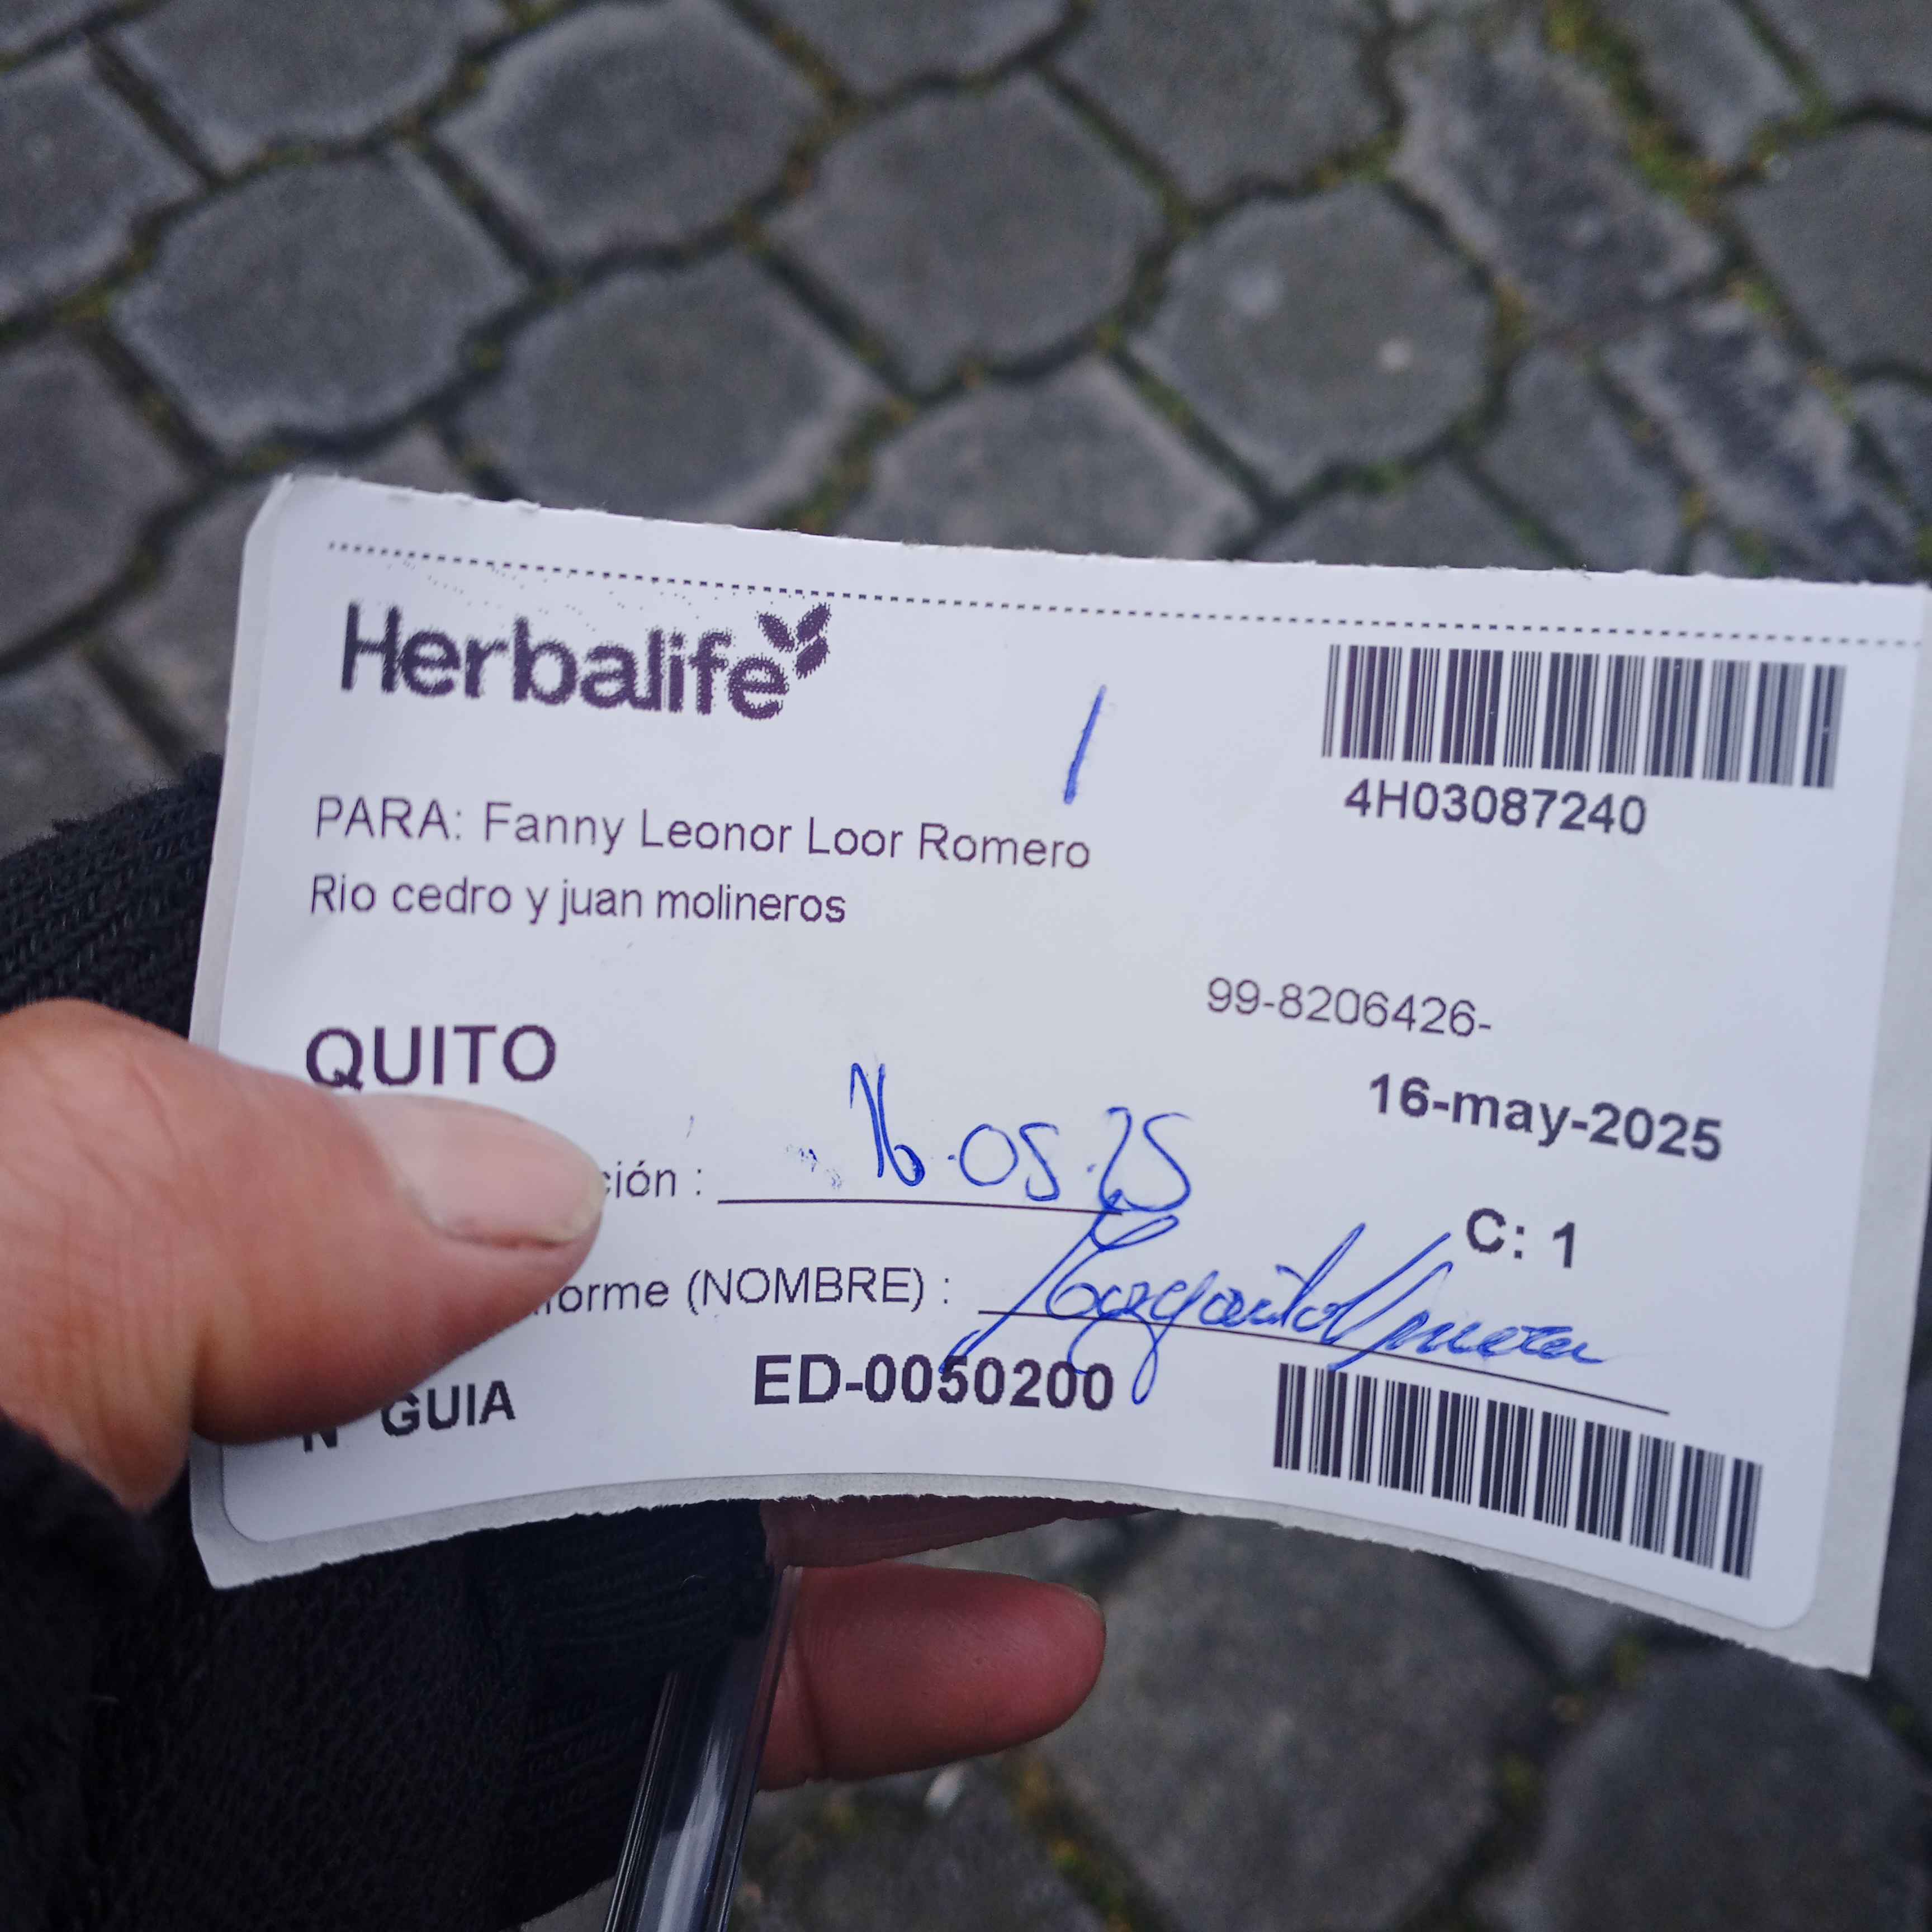 Herbalife
4H03087240
PARA: Fanny Leonor Loor Romero
Rio cedro y juan molineros
99-8206426-
QUITO
16-may-2025
ción : 16.05.25
C: 1
orme (NOMBRE) :
N° GUIA ED-0050200